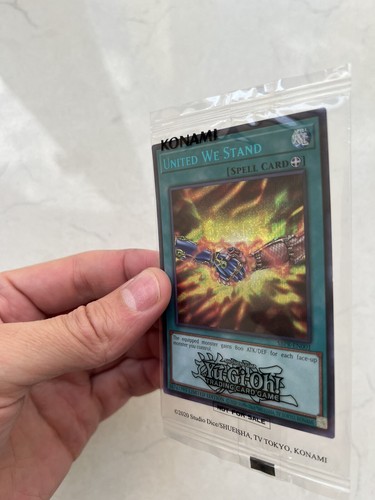 KONAMI
UNITED WE STAND
[SPELL CARD]
The equipped monster gains 800 ATK/DEF for each face-up
monster you control.
Yu-Gi-Oh!
TRADING CARD GAME
NOT FOR SALE
©2020 Studio Dice/SHUEISHA, TV TOKYO, KONAMI